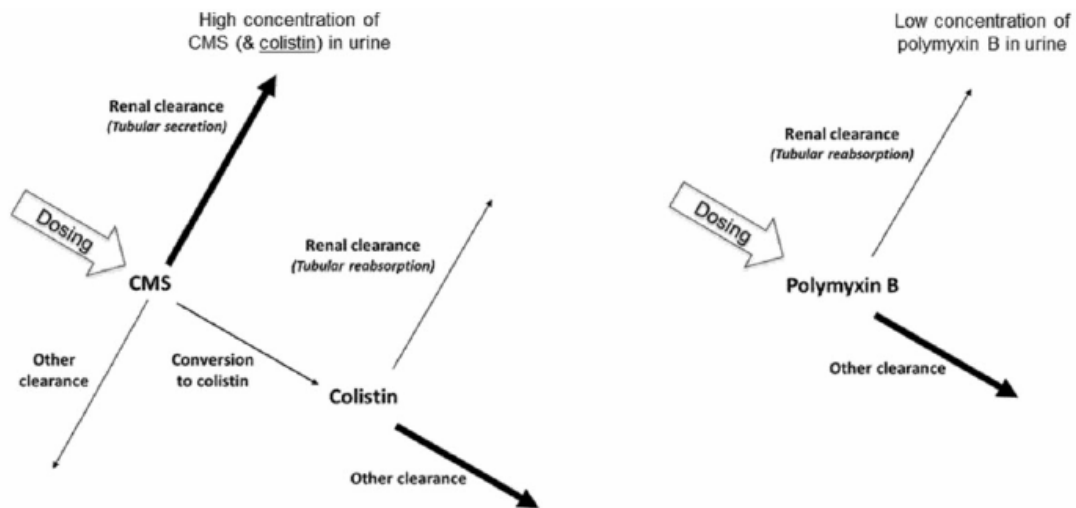 High concentration of
CMS (& colistin) in urine
Renal clearance
(Tubular secretion)
Dosing
CMS
Other
clearance
Conversion
to colistin
Renal clearance
(Tubular reabsorption)
Colistin
Other clearance
Low concentration of
polymyxin B in urine
Renal clearance
(Tubular reabsorption)
Dosing
Polymyxin B
Other clearance